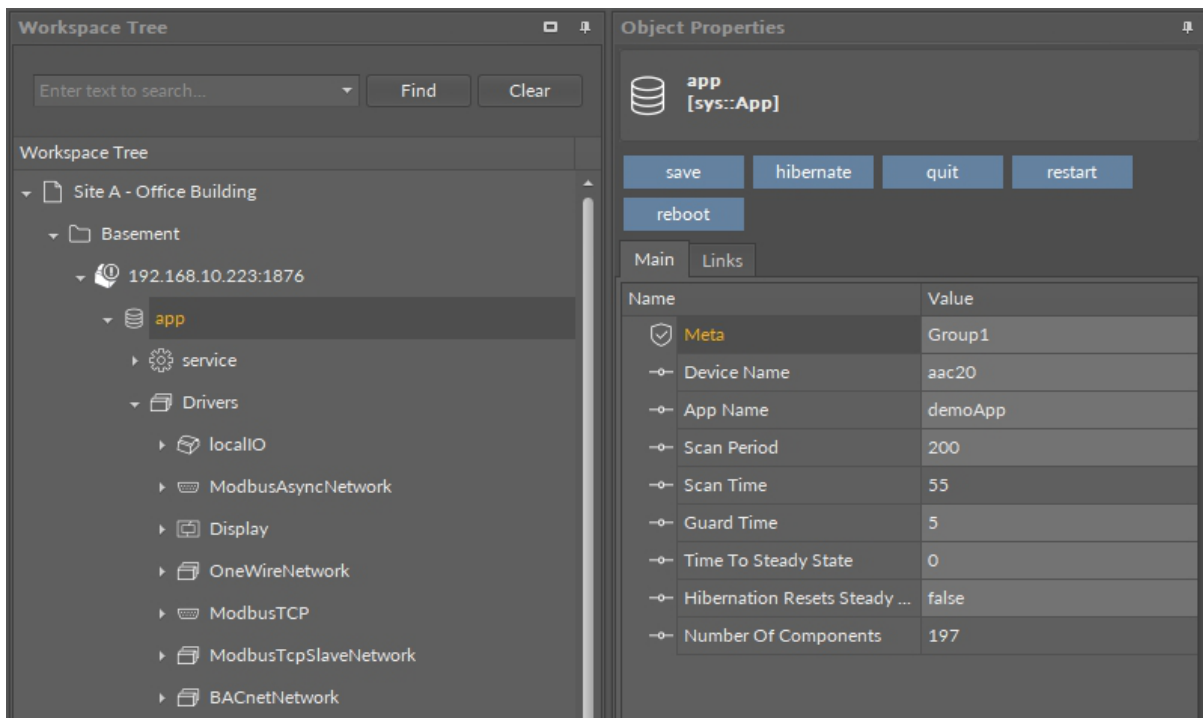 Workspace Tree
Enter text to search...
Find
Clear
Workspace Tree
Site A - Office Building
Basement
192.168.10.223:1876
app
service
Drivers
localIO
ModbusAsyncNetwork
Display
OneWireNetwork
ModbusTCP
ModbusTcpSlaveNetwork
BACnetNetwork
Object Properties
app
[sys::App]
save hibernate quit restart
reboot
Main Links
Name Value
Meta Group1
Device Name aac20
App Name demoApp
Scan Period 200
Scan Time 55
Guard Time 5
Time To Steady State 0
Hibernation Resets Steady ... false
Number Of Components 197